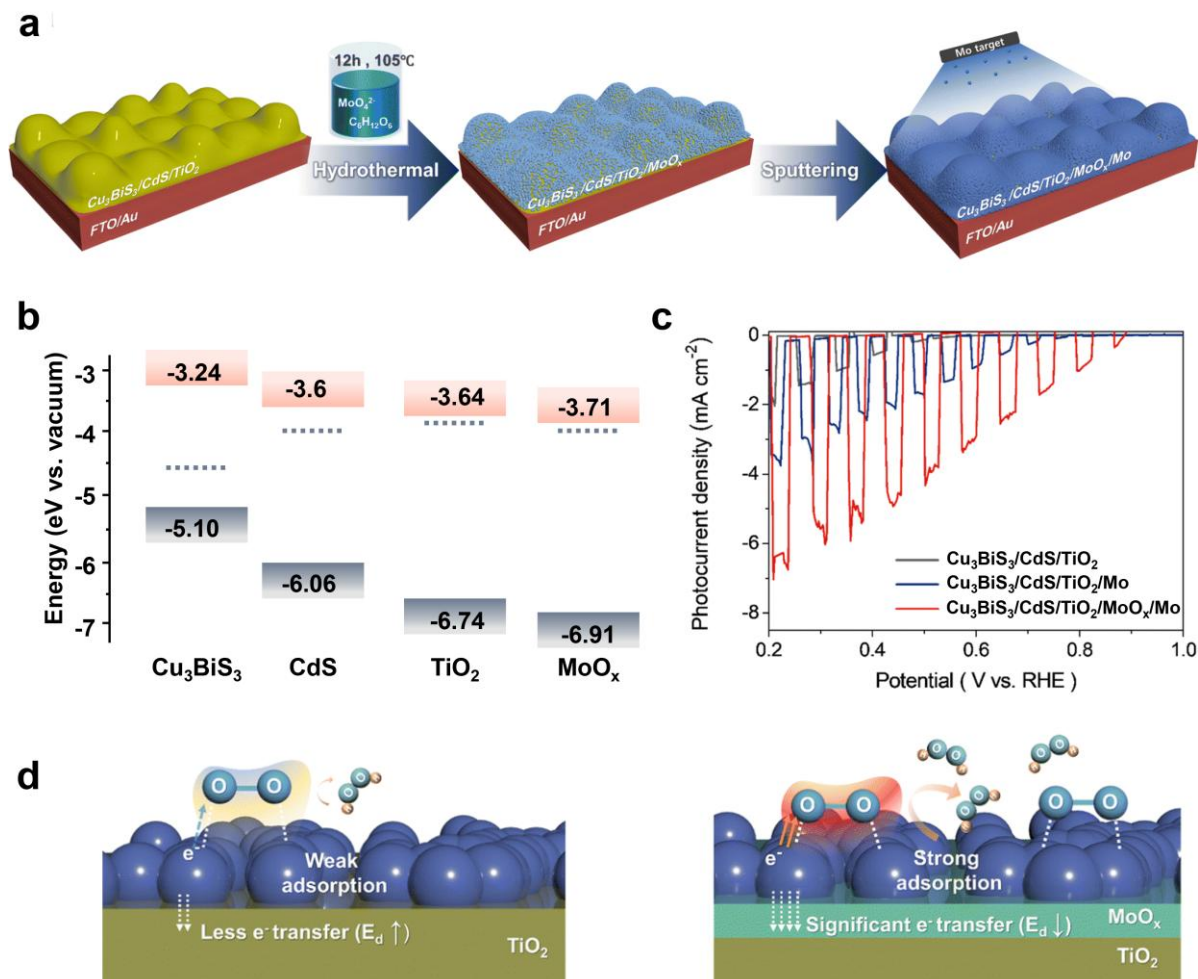 a
12h , 105℃
MoO₄²⁻
C₆H₁₂O₆
Hydrothermal
Cu₃BiS₃/CdS/TiO₂
FTO/Au
Cu₃BiS₃/CdS/TiO₂/MoOₓ
FTO/Au
Sputtering
Mo target
Cu₃BiS₃/CdS/TiO₂/MoOₓ/Mo
FTO/Au
b
Energy (eV vs. vacuum)
-3
-4
-5
-6
-7
-3.24
-3.6
-3.64
-3.71
-5.10
-6.06
-6.74
-6.91
Cu₃BiS₃
CdS
TiO₂
MoOₓ
c
Photocurrent density (mA cm⁻²)
0
-2
-4
-6
-8
Cu₃BiS₃/CdS/TiO₂
Cu₃BiS₃/CdS/TiO₂/Mo
Cu₃BiS₃/CdS/TiO₂/MoOₓ/Mo
0.2 0.4 0.6 0.8 1.0
Potential ( V vs. RHE )
d
O O
O O H H
e⁻
Weak
adsorption
Less e⁻ transfer (E_d ↑)
TiO₂
O O H H
O O H H
O O H H
O O
O O
e⁻
Strong
adsorption
Significant e⁻ transfer (E_d ↓)
MoOₓ
TiO₂